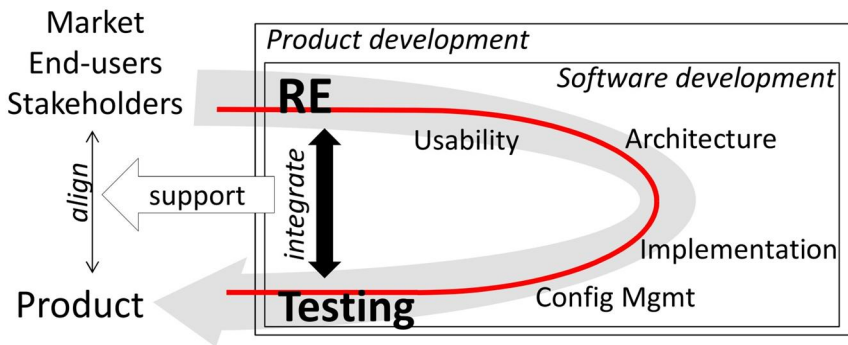 Market
End-users
Stakeholders
Product development
Software development
RE
Usability
Architecture
align
support
integrate
Implementation
Product
Testing
Config Mgmt